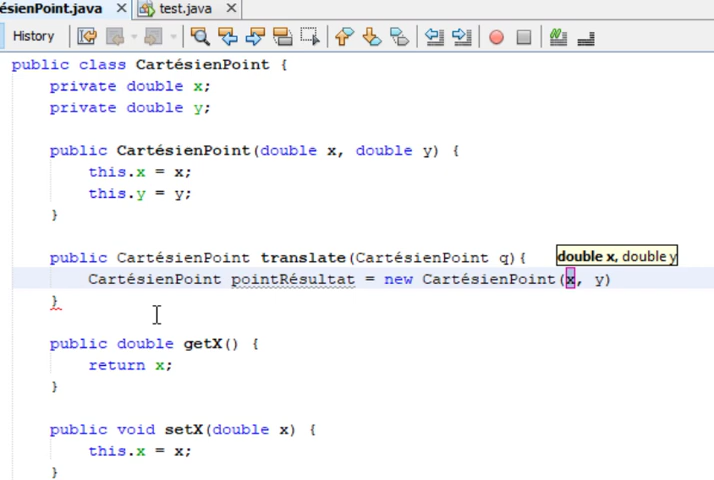 ésienPoint.java × test.java ×
History
public class CartésienPoint {
private double x;
private double y;
public CartésienPoint(double x, double y) {
this.x = x;
this.y = y;
}
public CartésienPoint translate(CartésienPoint q){
double x, double y
CartésienPoint pointRésultat = new CartésienPoint(x, y)
}
public double getX() {
return x;
}
public void setX(double x) {
this.x = x;
}